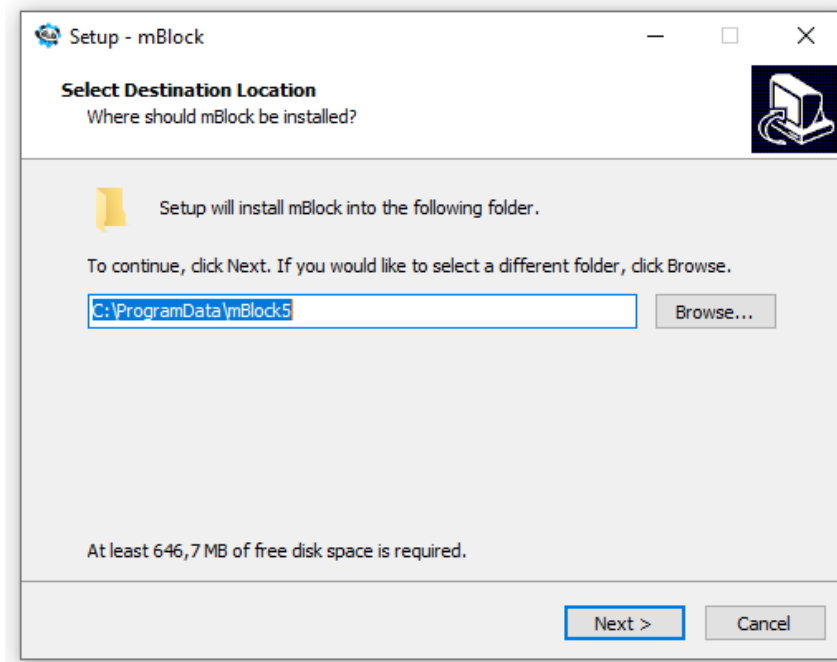 Setup - mBlock
Select Destination Location
Where should mBlock be installed?
Setup will install mBlock into the following folder.
To continue, click Next. If you would like to select a different folder, click Browse.
C:\ProgramData\mBlock5
Browse...
At least 646,7 MB of free disk space is required.
Next >
Cancel